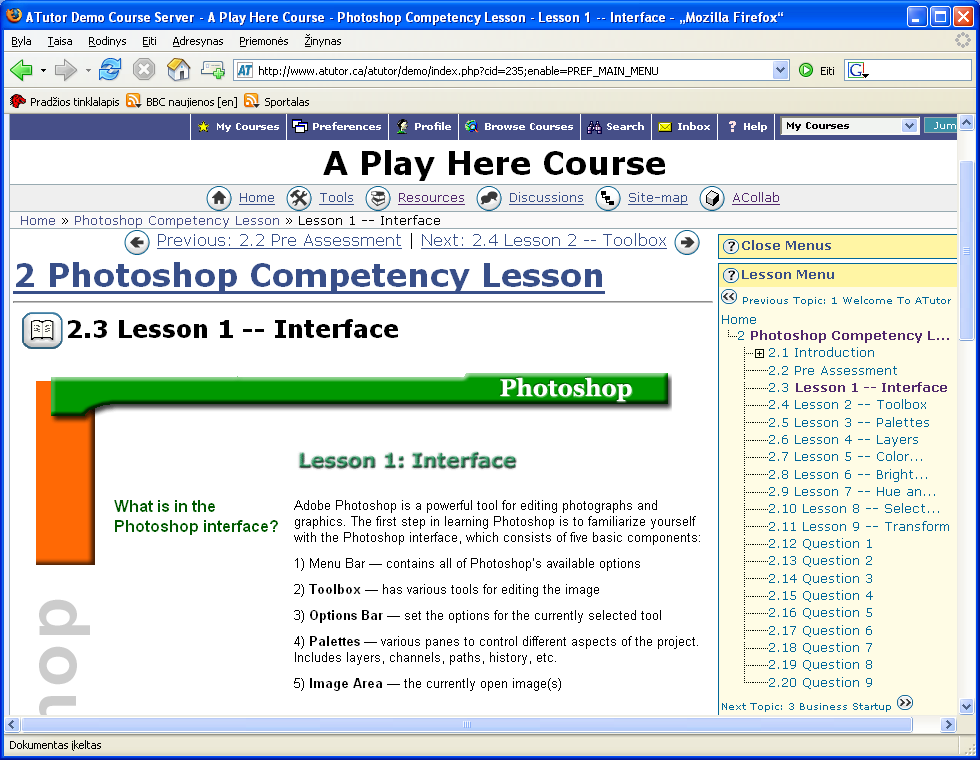 ATutor Demo Course Server - A Play Here Course - Photoshop Competency Lesson - Lesson 1 -- Interface - „Mozilla Firefox“
Byla Taisa Rodinys Eiti Adresynas Priemonės Žinynas
http://www.atutor.ca/atutor/demo/index.php?cid=235;enable=PREF_MAIN_MENU Eiti
Pradžios tinklalapis BBC naujienos [en] Sportalas
My Courses Preferences Profile Browse Courses Search Inbox ? Help My Courses Jum
A Play Here Course
Home Tools Resources Discussions Site-map ACollab
Home » Photoshop Competency Lesson » Lesson 1 -- Interface
Previous: 2.2 Pre Assessment | Next: 2.4 Lesson 2 -- Toolbox
2 Photoshop Competency Lesson
2.3 Lesson 1 -- Interface
Photoshop
Lesson 1: Interface
What is in the
Photoshop interface?
Adobe Photoshop is a powerful tool for editing photographs and
graphics. The first step in learning Photoshop is to familiarize yourself
with the Photoshop interface, which consists of five basic components:
1) Menu Bar — contains all of Photoshop's available options
2) Toolbox — has various tools for editing the image
3) Options Bar — set the options for the currently selected tool
4) Palettes — various panes to control different aspects of the project.
Includes layers, channels, paths, history, etc.
5) Image Area — the currently open image(s)
Close Menus
Lesson Menu
Previous Topic: 1 Welcome To ATutor
Home
2 Photoshop Competency L...
2.1 Introduction
2.2 Pre Assessment
2.3 Lesson 1 -- Interface
2.4 Lesson 2 -- Toolbox
2.5 Lesson 3 -- Palettes
2.6 Lesson 4 -- Layers
2.7 Lesson 5 -- Color...
2.8 Lesson 6 -- Bright...
2.9 Lesson 7 -- Hue an...
2.10 Lesson 8 -- Select...
2.11 Lesson 9 -- Transform
2.12 Question 1
2.13 Question 2
2.14 Question 3
2.15 Question 4
2.16 Question 5
2.17 Question 6
2.18 Question 7
2.19 Question 8
2.20 Question 9
Next Topic: 3 Business Startup
Dokumentas įkeltas